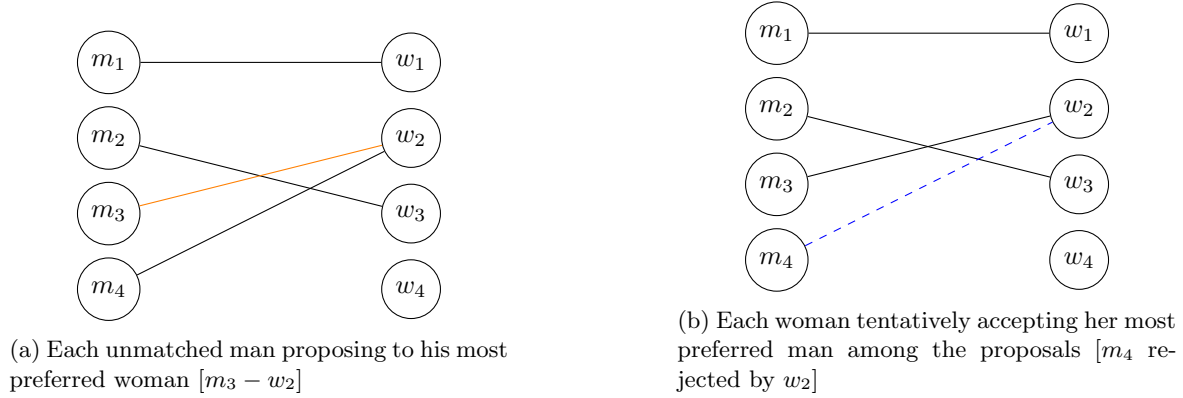 m₁ w₁
m₂ w₂
m₃ w₃
m₄ w₄
(a) Each unmatched man proposing to his most
preferred woman [m₃ − w₂]
m₁ w₁
m₂ w₂
m₃ w₃
m₄ w₄
(b) Each woman tentatively accepting her most
preferred man among the proposals [m₄ re-
jected by w₂]